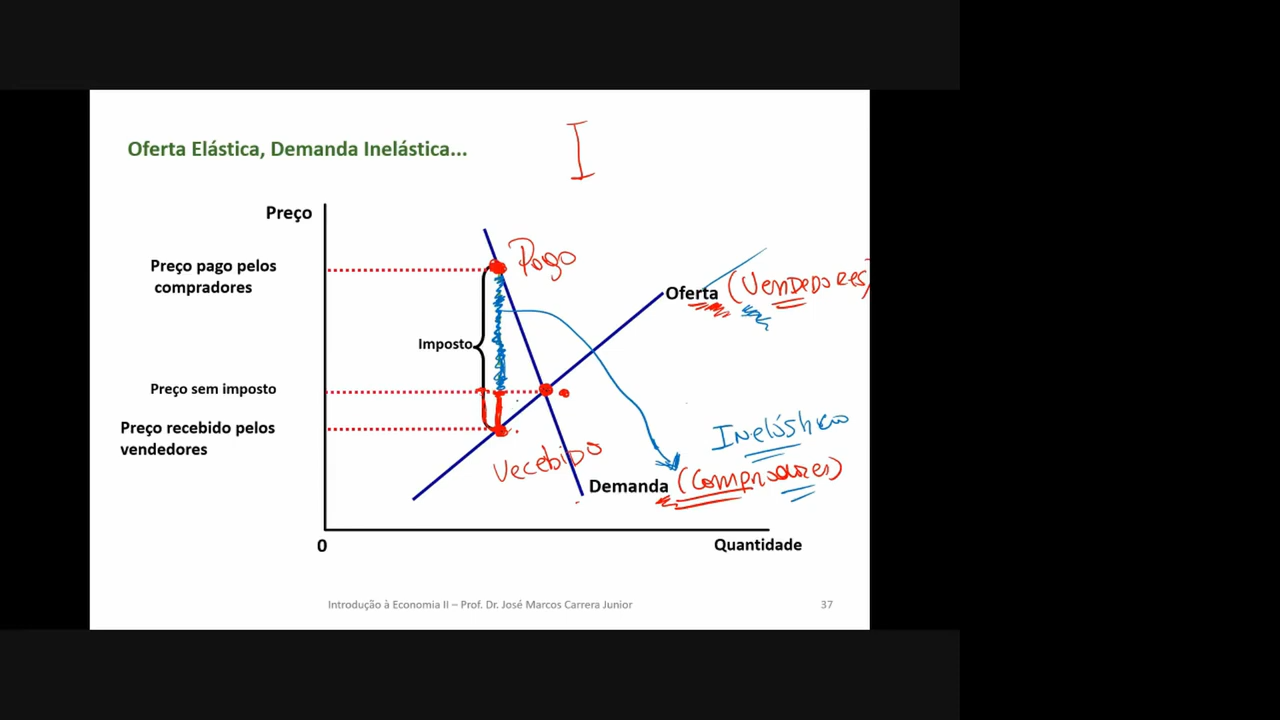 Oferta Elástica, Demanda Inelástica...
I
Preço
Preço pago pelos
compradores
Pago
Oferta (Vendedores)
Imposto
Preço sem imposto
Preço recebido pelos
vendedores
Inelástico
recebido
Demanda (Compradores)
0
Quantidade
Introdução à Economia II – Prof. Dr. José Marcos Carrera Junior
37